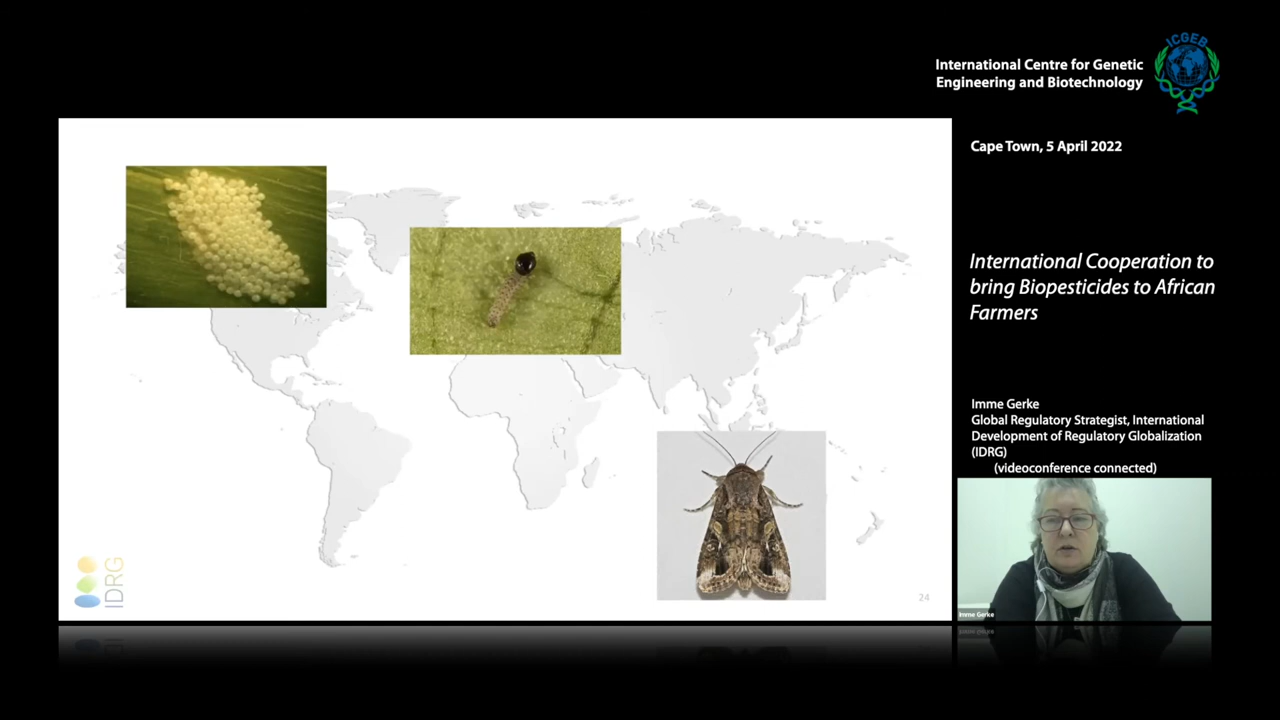 ICGEB
International Centre for Genetic
Engineering and Biotechnology
Cape Town, 5 April 2022
International Cooperation to
bring Biopesticides to African
Farmers
Imme Gerke
Global Regulatory Strategist, International
Development of Regulatory Globalization
(IDRG)
(videoconference connected)
Imme Gerke
IDRG
24